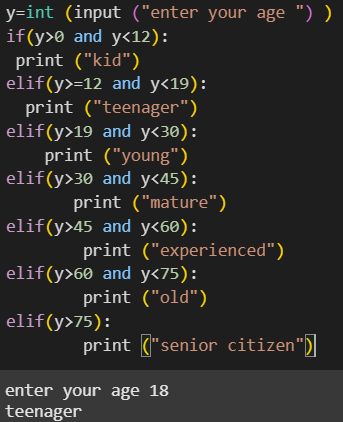 y=int (input ("enter your age ") )
if(y>0 and y<12):
 print ("kid")
elif(y>=12 and y<19):
  print ("teenager")
elif(y>19 and y<30):
    print ("young")
elif(y>30 and y<45):
       print ("mature")
elif(y>45 and y<60):
        print ("experienced")
elif(y>60 and y<75):
        print ("old")
elif(y>75):
        print ("senior citizen")
enter your age 18
teenager